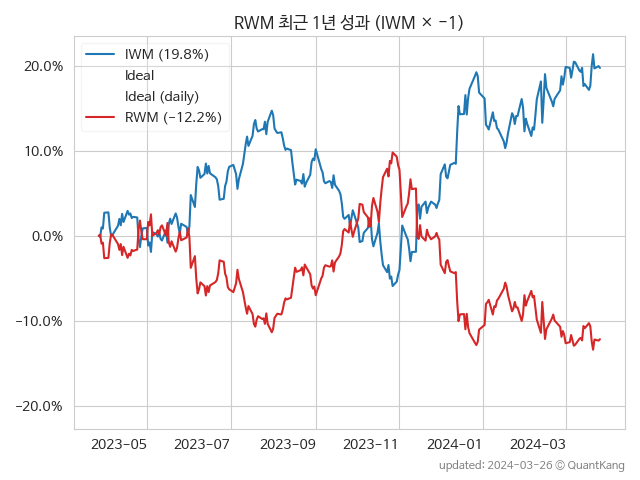 RWM 최근 1년 성과 (IWM × −1)
IWM (19.8%)
Ideal
Ideal (daily)
RWM (−12.2%)
20.0%
10.0%
0.0%
−10.0%
−20.0%
2023-05 2023-07 2023-09 2023-11 2024-01 2024-03
updated: 2024-03-26 © QuantKang